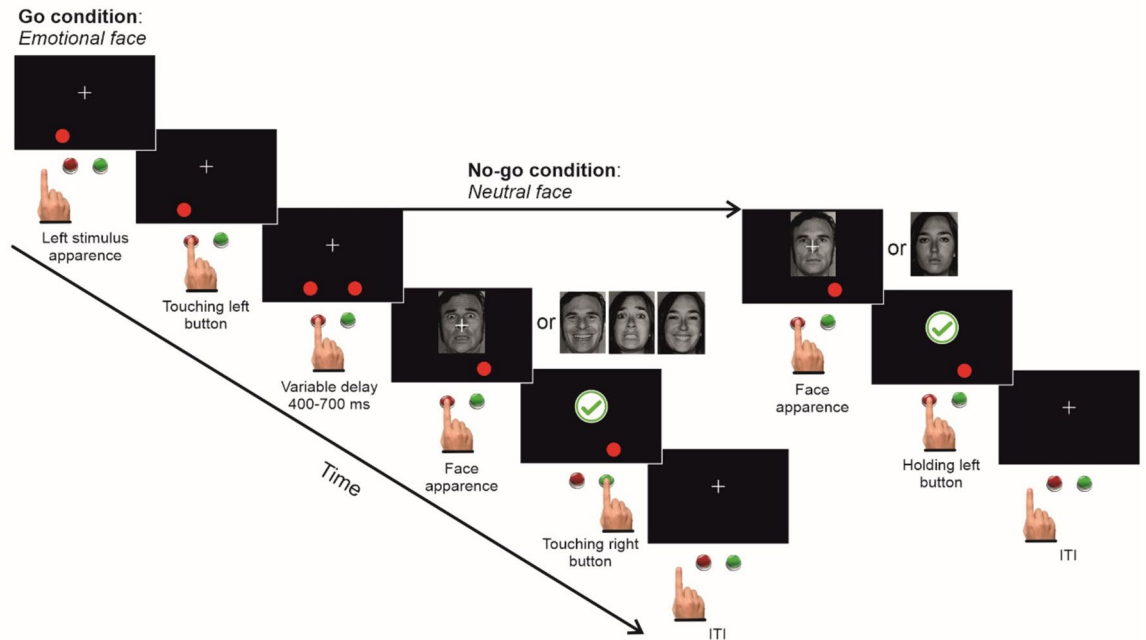 Go condition:
Emotional face
Left stimulus
apparence
Touching left
button
Variable delay
400-700 ms
or
Face
apparence
Touching right
button
ITI
Time
No-go condition:
Neutral face
or
Face
apparence
Holding left
button
ITI